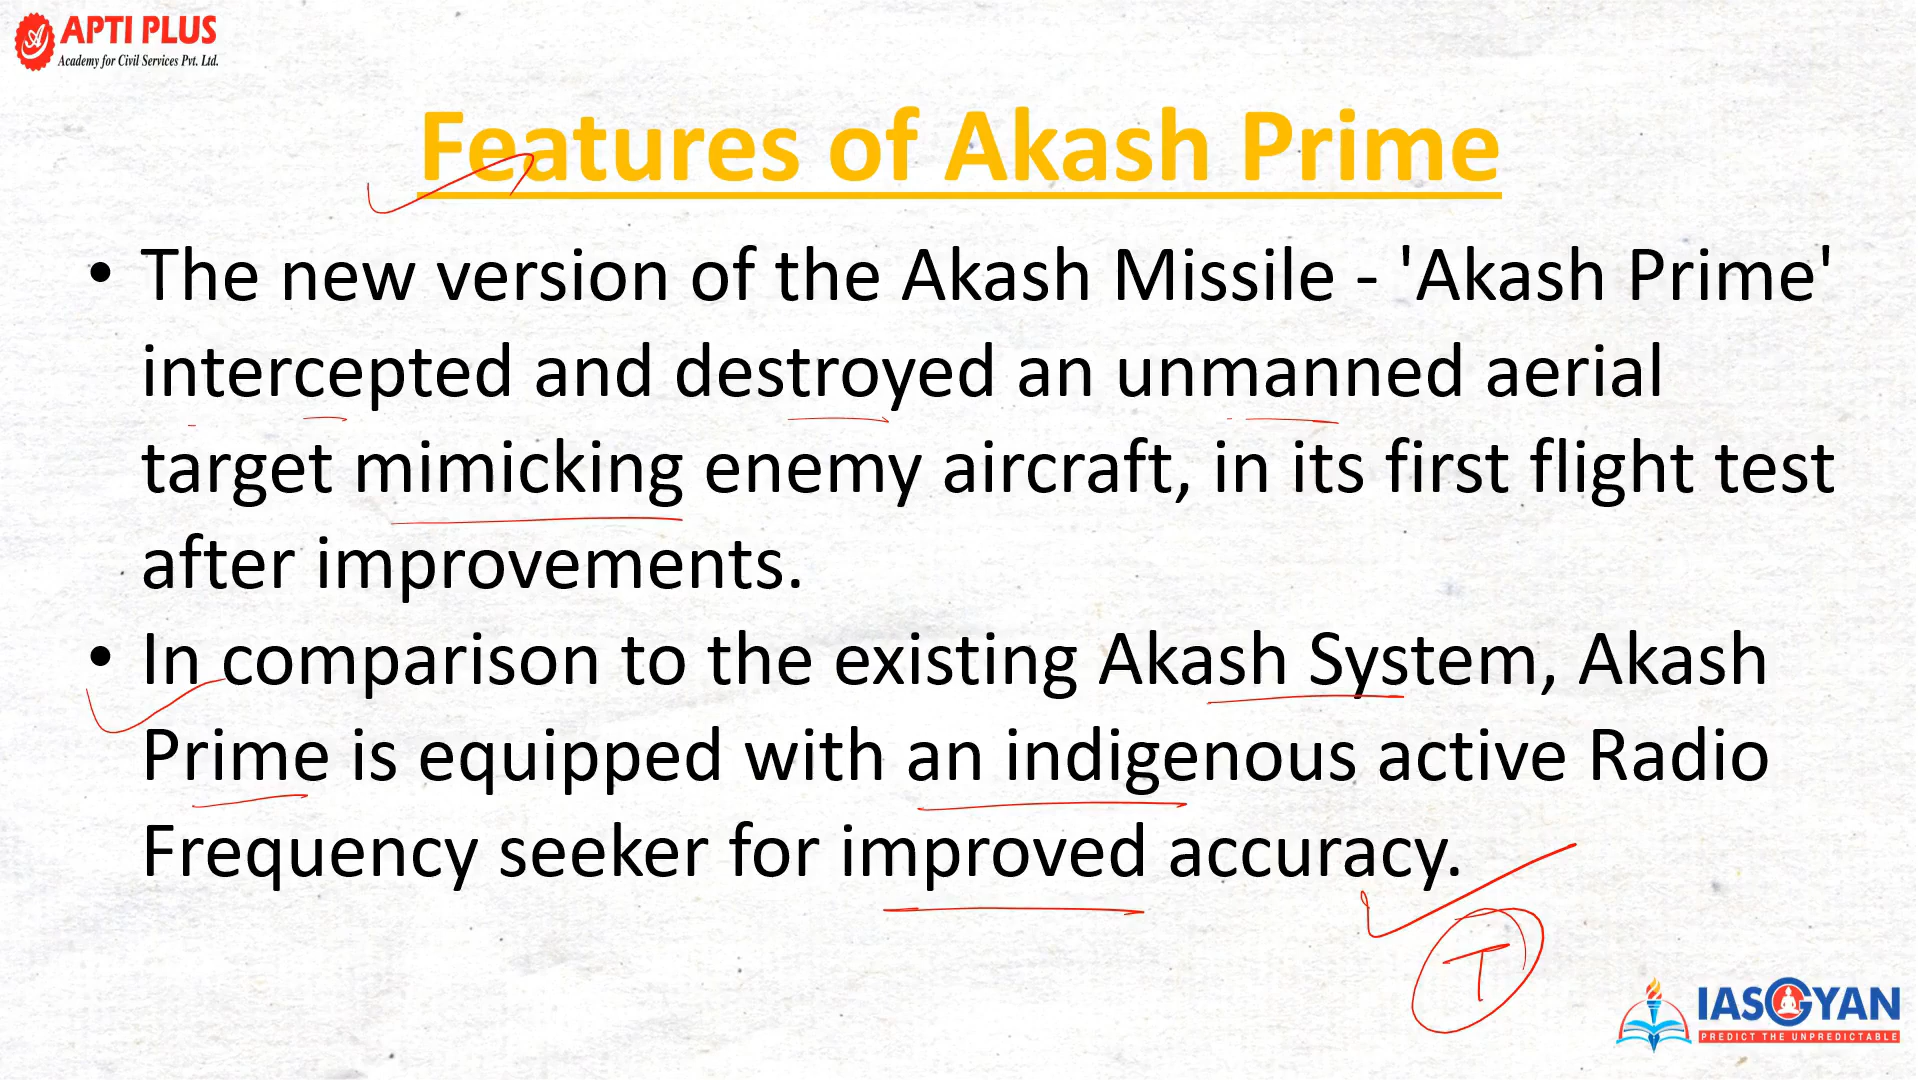 APTI PLUS
Academy for Civil Services Pvt. Ltd.
Features of Akash Prime
• The new version of the Akash Missile - 'Akash Prime'
intercepted and destroyed an unmanned aerial
target mimicking enemy aircraft, in its first flight test
after improvements.
• In comparison to the existing Akash System, Akash
Prime is equipped with an indigenous active Radio
Frequency seeker for improved accuracy.
T
IASGYAN
PREDICT THE UNPREDICTABLE